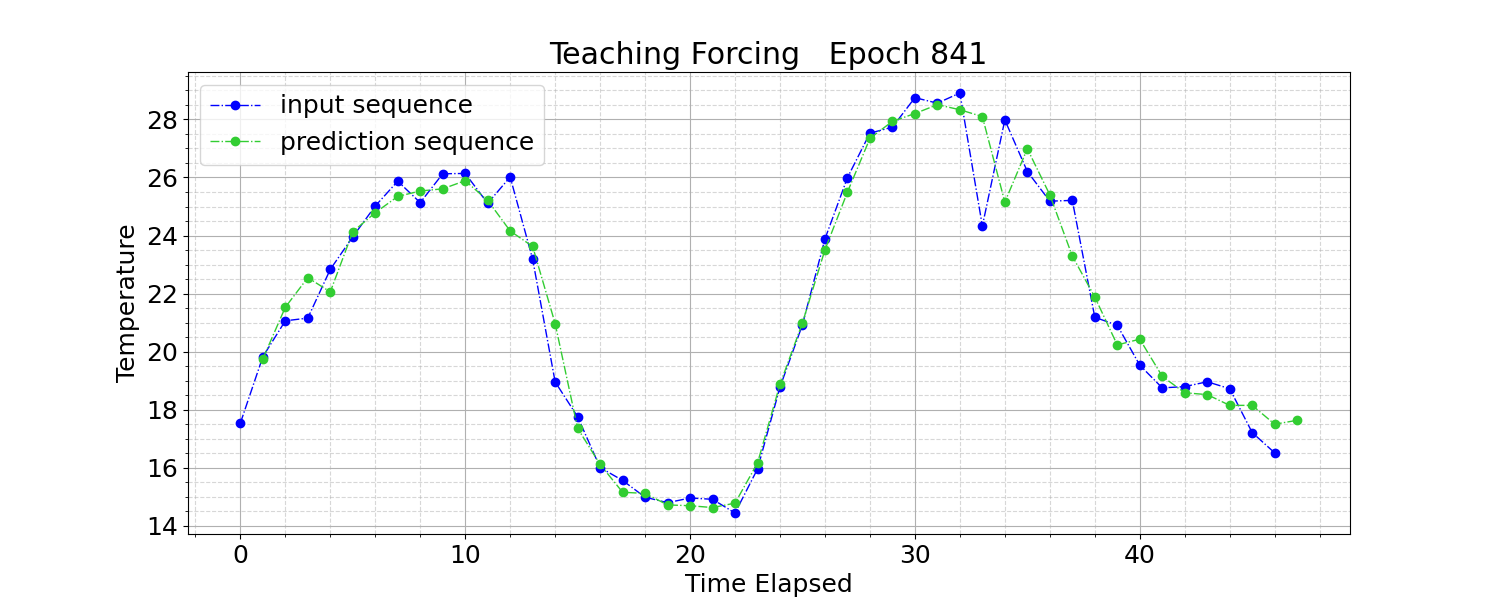 Teaching Forcing   Epoch 841
input sequence
prediction sequence
Temperature
28
26
24
22
20
18
16
14
0 10 20 30 40
Time Elapsed